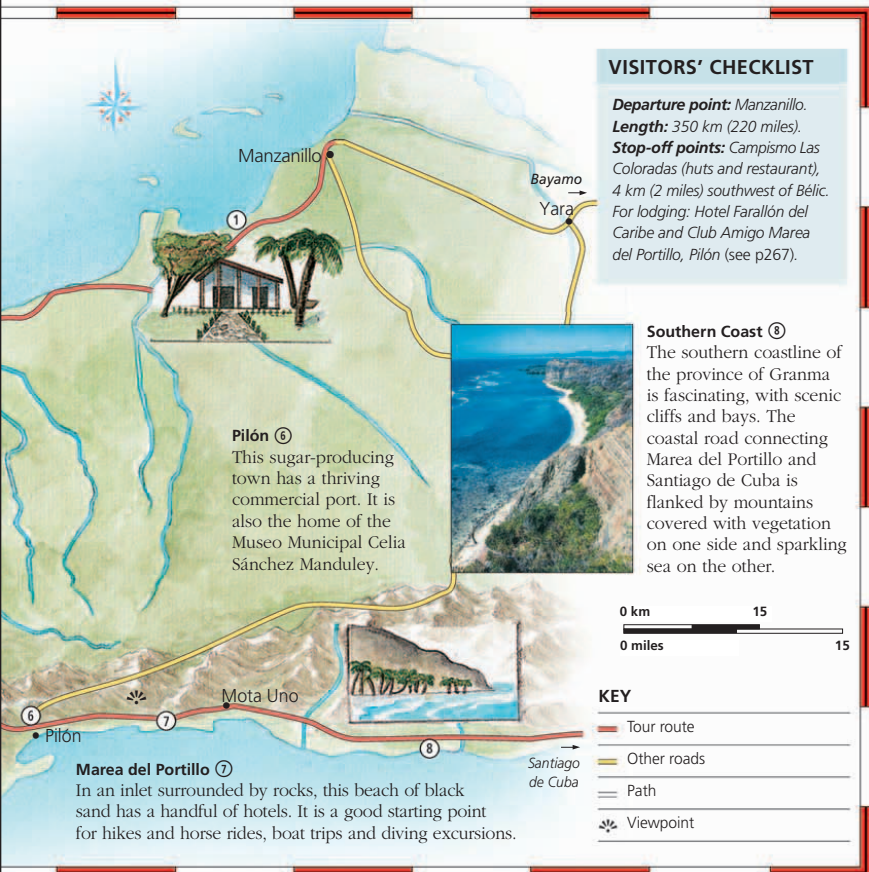 Manzanillo
Bayamo
Yara
1
VISITORS' CHECKLIST
Departure point: Manzanillo.
Length: 350 km (220 miles).
Stop-off points: Campismo Las
Coloradas (huts and restaurant),
4 km (2 miles) southwest of Bélic.
For lodging: Hotel Farallón del
Caribe and Club Amigo Marea
del Portillo, Pilón (see p267).
Southern Coast 8
The southern coastline of
the province of Granma
is fascinating, with scenic
cliffs and bays. The
coastal road connecting
Marea del Portillo and
Santiago de Cuba is
flanked by mountains
covered with vegetation
on one side and sparkling
sea on the other.
Pilón 6
This sugar-producing
town has a thriving
commercial port. It is
also the home of the
Museo Municipal Celia
Sánchez Manduley.
0 km 15
0 miles 15
KEY
Tour route
Other roads
Path
Viewpoint
Mota Uno
6
7
Pilón
8
Santiago
de Cuba
Marea del Portillo 7
In an inlet surrounded by rocks, this beach of black
sand has a handful of hotels. It is a good starting point
for hikes and horse rides, boat trips and diving excursions.